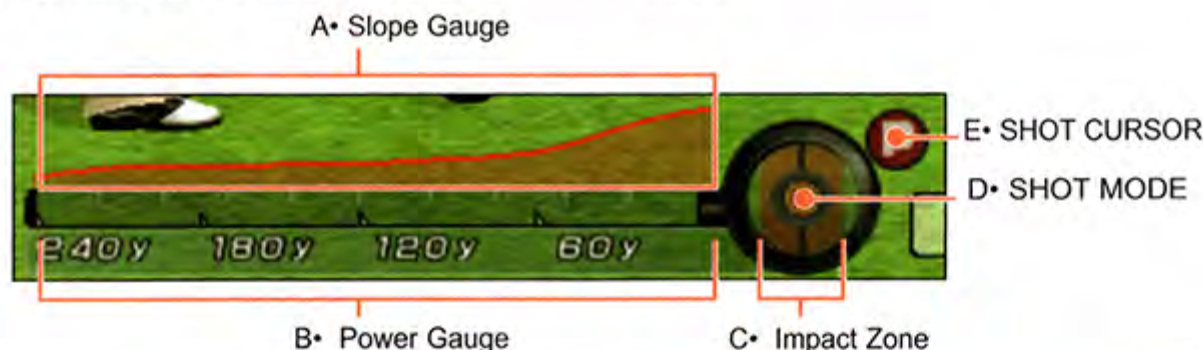 A• Slope Gauge
E• SHOT CURSOR
P
D• SHOT MODE
240y 180y 120y 60y
B• Power Gauge
C• Impact Zone